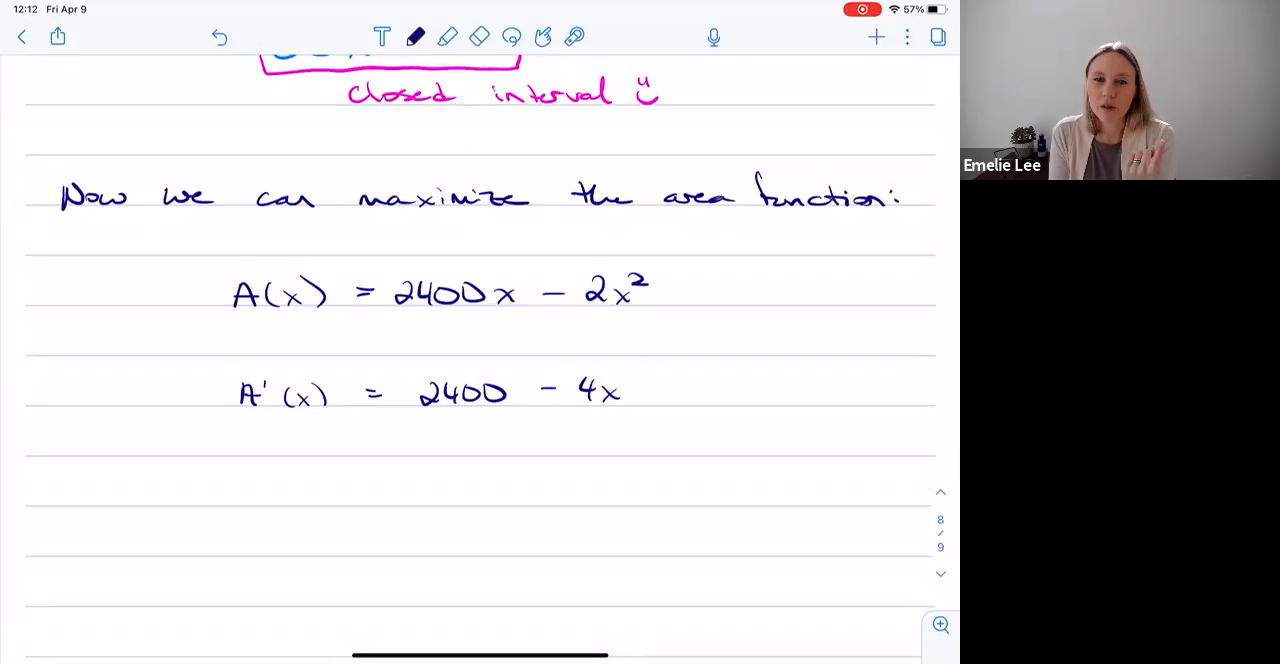 12:12 Fri Apr 9
57%
closed interval
Now we can maximize the area function:
A(x) = 2400x - 2x²
A'(x) = 2400 - 4x
8
/
9
Emelie Lee